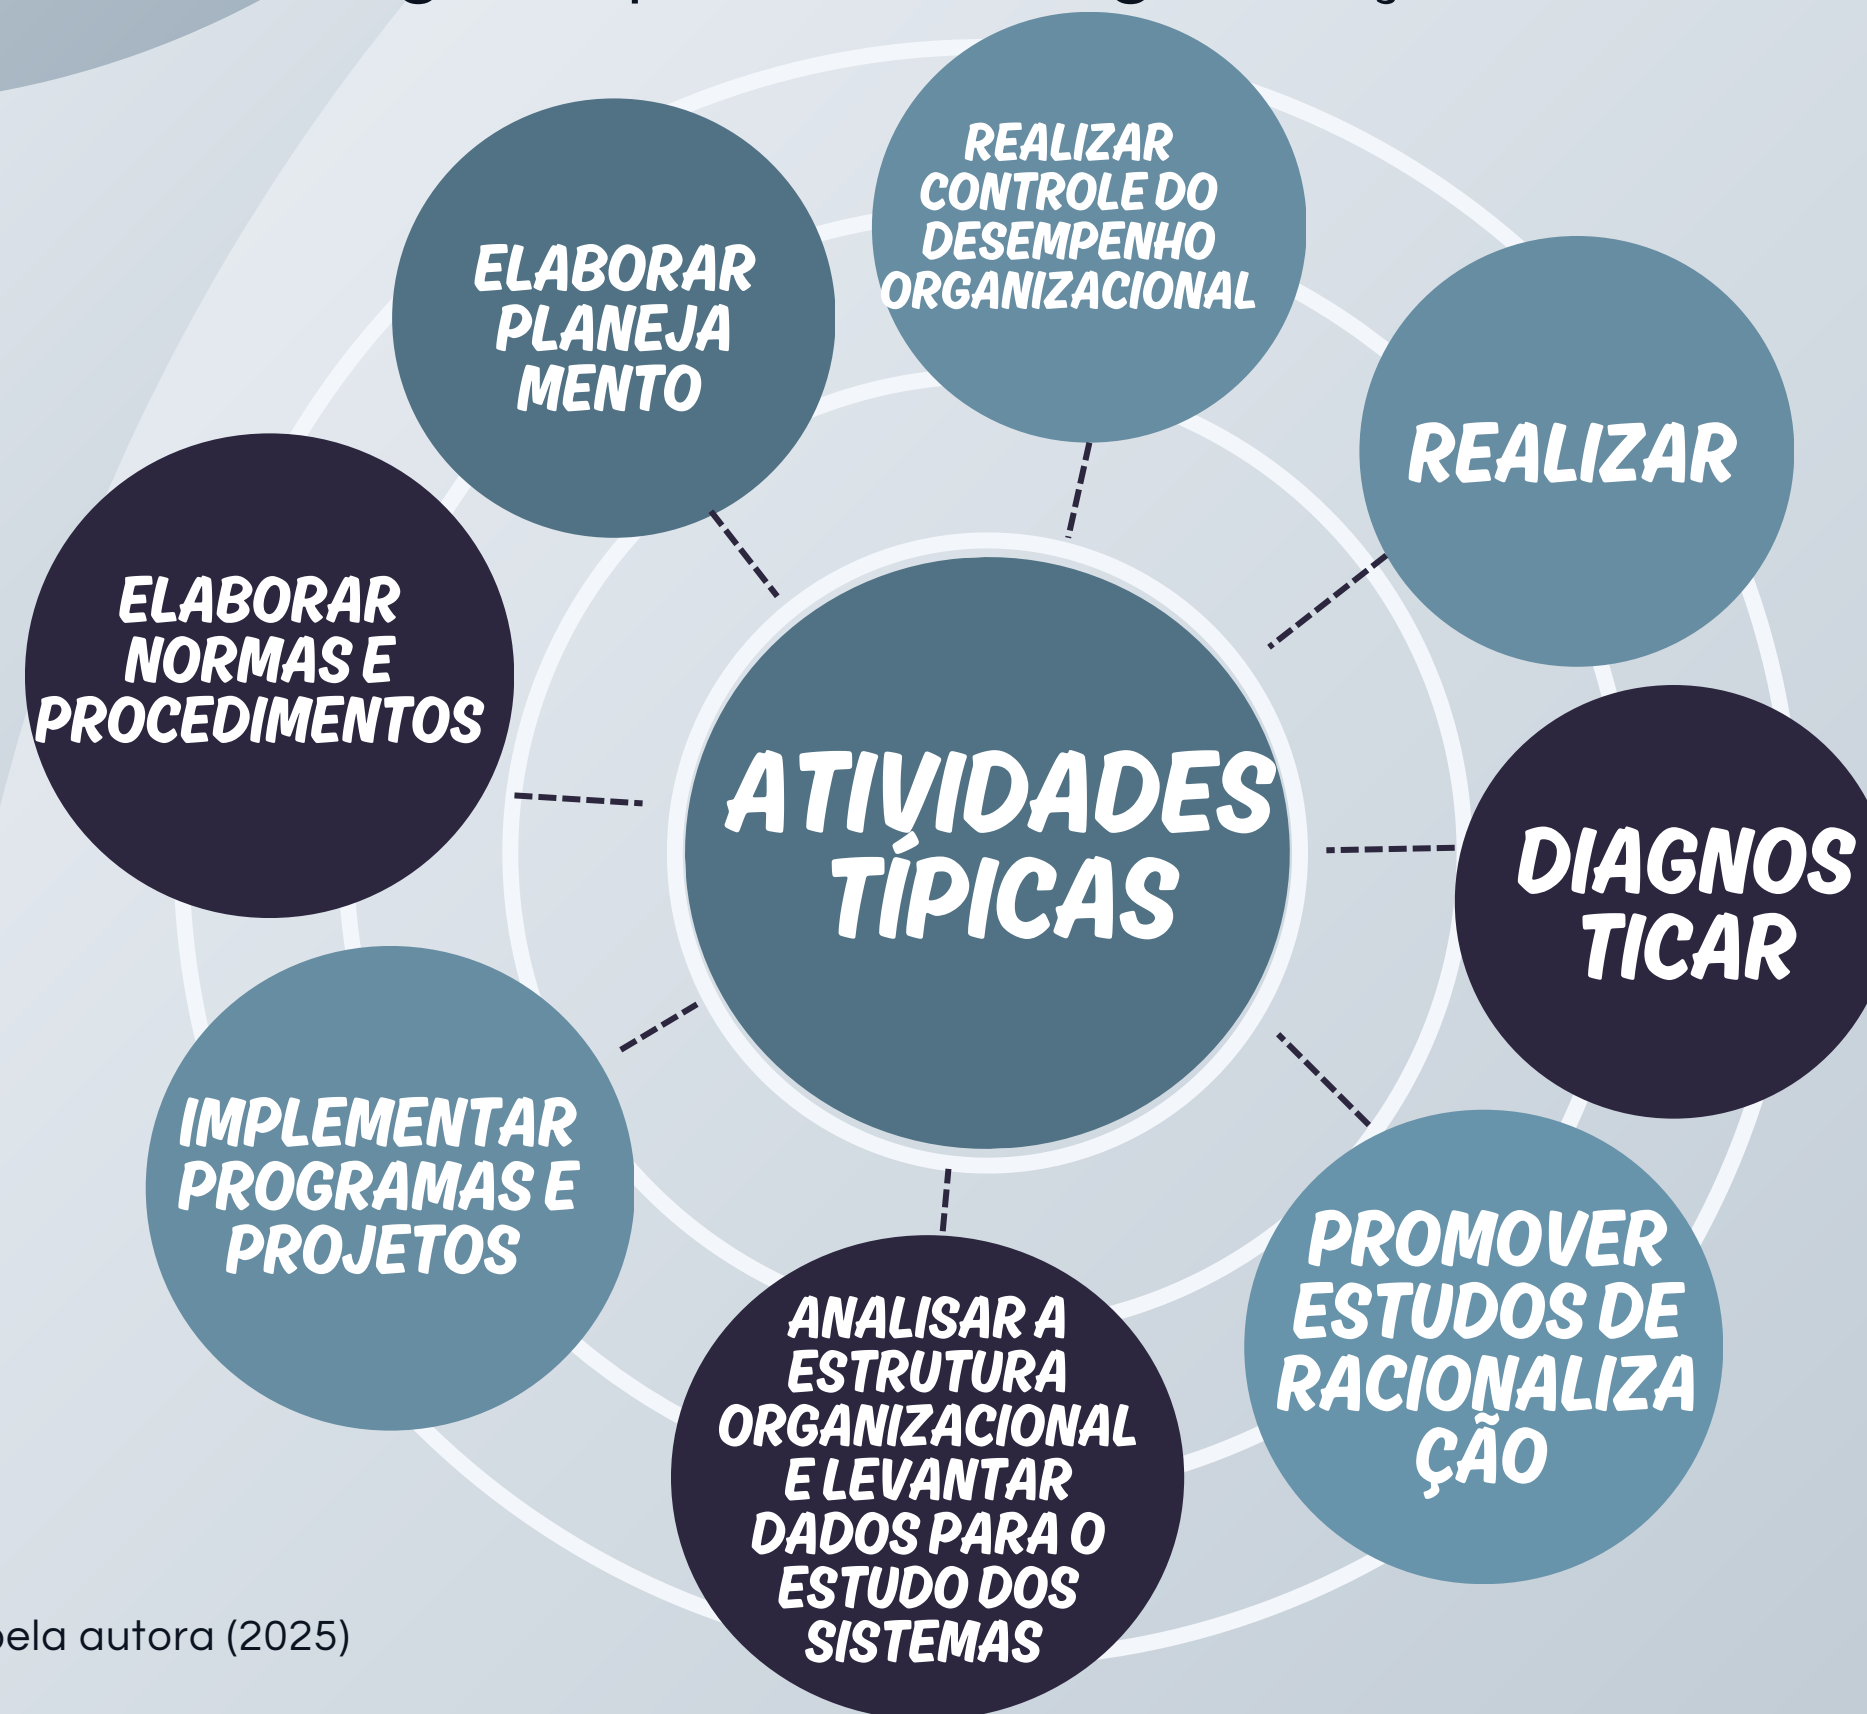 REALIZAR
CONTROLE DO
DESEMPENHO
ORGANIZACIONAL
ELABORAR
PLANEJA
MENTO
REALIZAR
ELABORAR
NORMAS E
PROCEDIMENTOS
ATIVIDADES
TÍPICAS
DIAGNOS
TICAR
IMPLEMENTAR
PROGRAMAS E
PROJETOS
PROMOVER
ESTUDOS DE
RACIONALIZA
ÇÃO
ANALISAR A
ESTRUTURA
ORGANIZACIONAL
E LEVANTAR
DADOS PARA O
ESTUDO DOS
SISTEMAS
pela autora (2025)